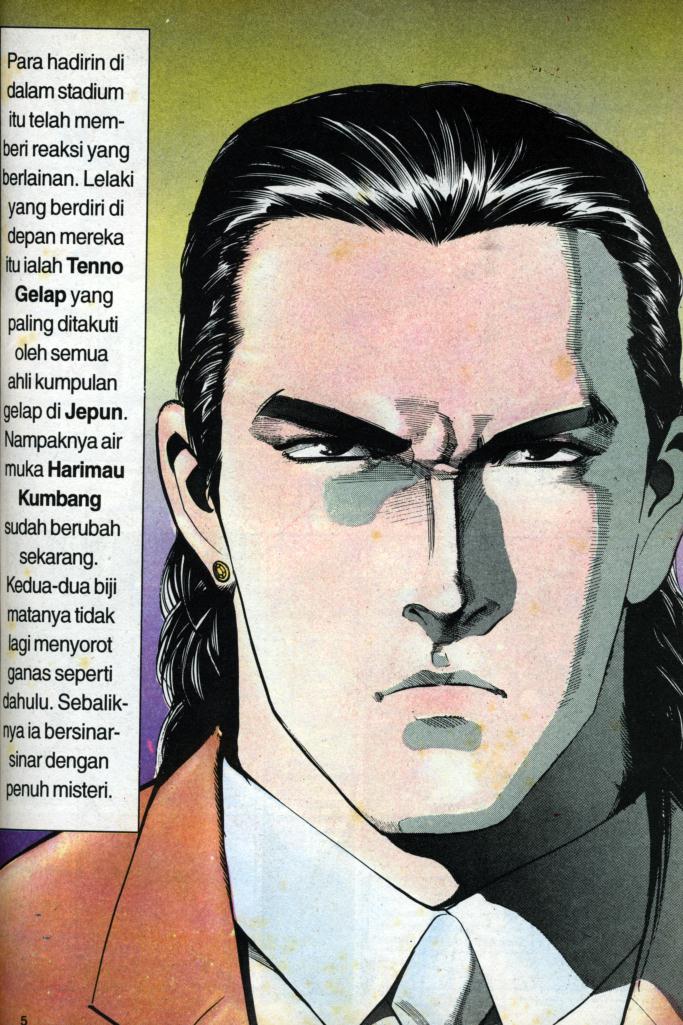 Para hadirin di
dalam stadium
itu telah mem-
beri reaksi yang
berlainan. Lelaki
yang berdiri di
depan mereka
itu ialah Tenno
Gelap yang
paling ditakuti
oleh semua
ahli kumpulan
gelap di Jepun.
Nampaknya air
muka Harimau
Kumbang
sudah berubah
sekarang.
Kedua-dua biji
matanya tidak
lagi menyorot
ganas seperti
dahulu. Sebalik-
nya ia bersinar-
sinar dengan
penuh misteri.
5